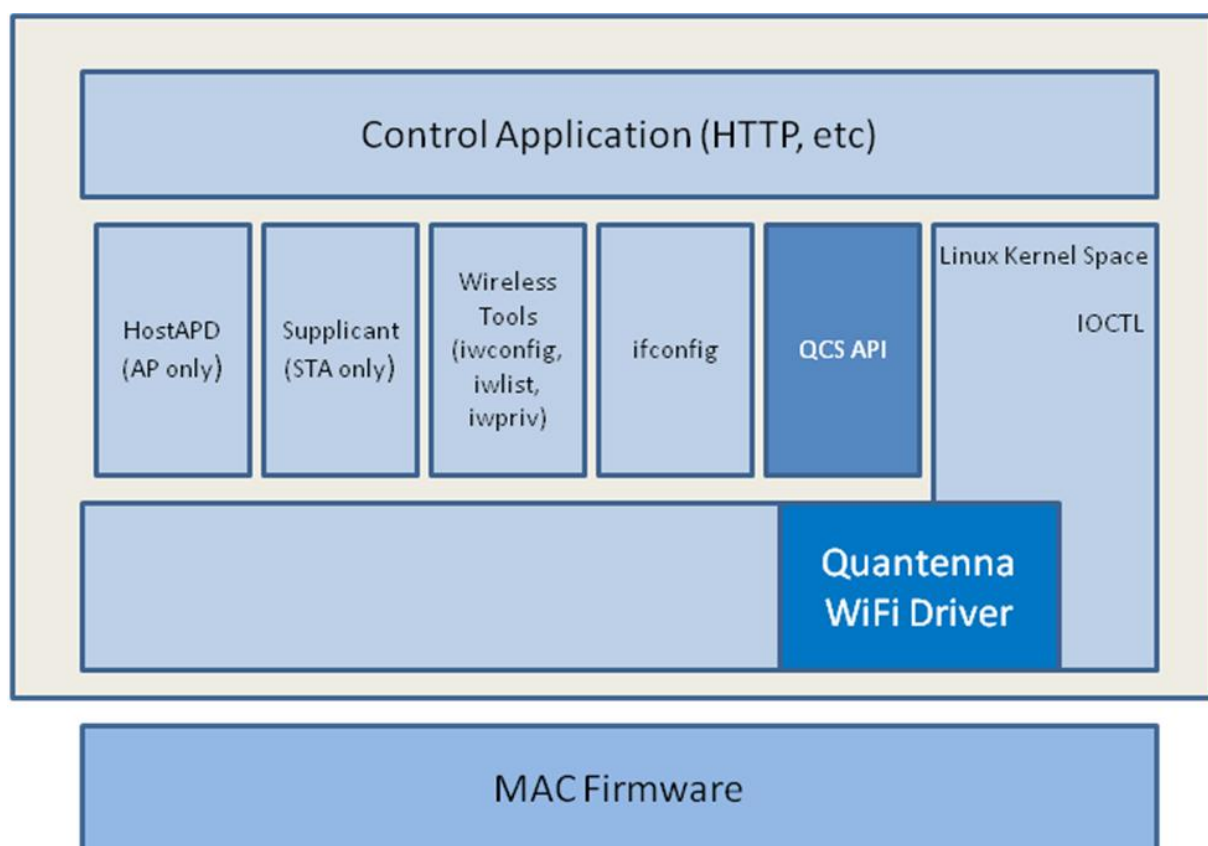 Control Application (HTTP, etc)
HostAPD
(AP only)
Supplicant
(STA only)
Wireless
Tools
(iwconfig,
iwlist,
iwpriv)
ifconfig
QCS API
Linux Kernel Space
IOCTL
Quantenna
WiFi Driver
MAC Firmware